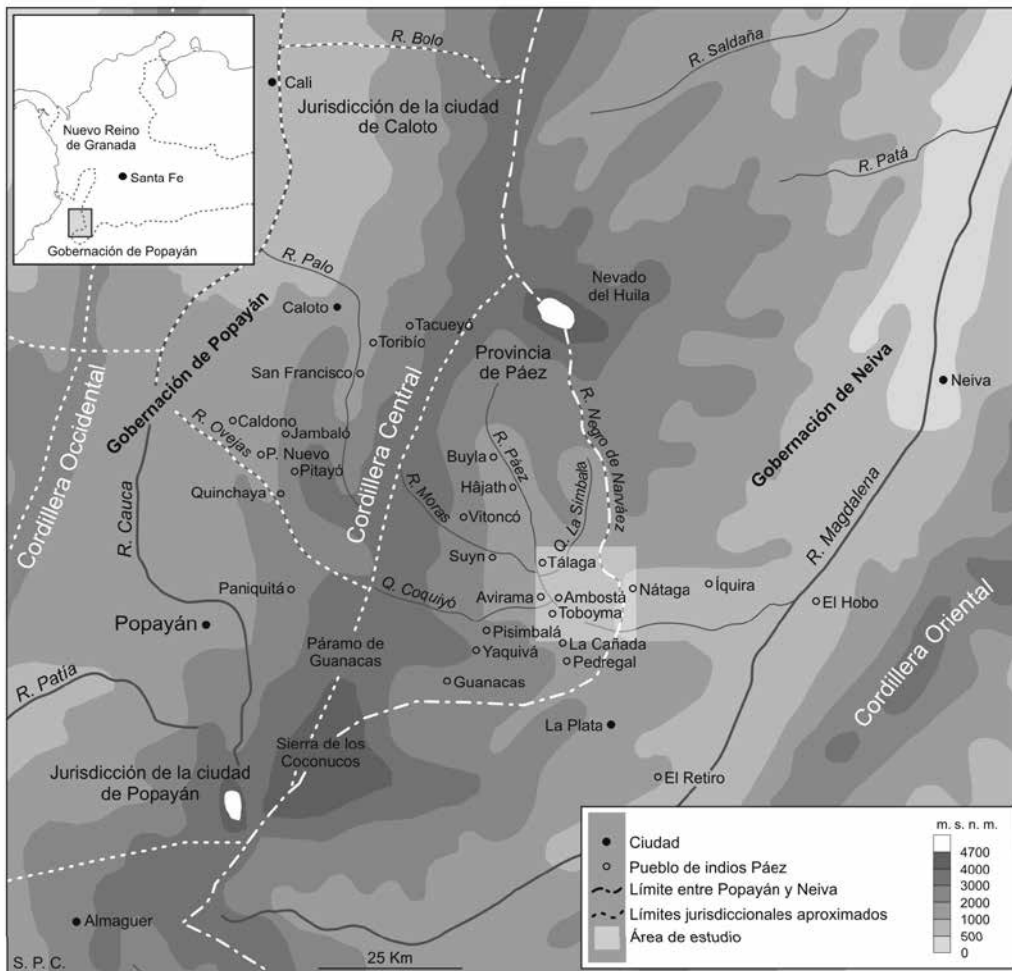 Nuevo Reino
de Granada
Santa Fe
Gobernación de Popayán
R. Bolo
Cali
Jurisdicción de la ciudad
de Caloto
R. Saldaña
R. Patá
R. Palo
Caloto
Nevado
del Huila
Tacueyó
Toribío
San Francisco
Provincia
de Páez
Gobernación de Popayán
Gobernación de Neiva
Neiva
Cordillera Occidental
Cordillera Central
R. Negro de Narváez
R. Ovejas
Caldono
Jambaló
P. Nuevo
Pitayó
Quinchaya
Buyla
R. Páez
Hâjath
R. Moras
Vitoncó
Q. La Simbala
R. Magdalena
R. Cauca
Suyn
Tálaga
Paniquitá
Q. Coquiyó
Avirama
Ambostá
Toboyma
Nátaga
Íquira
El Hobo
Popayán
Pisimbalá
Yaquivá
La Cañada
Pedregal
Páramo de
Guanacas
Guanacas
Cordillera Oriental
R. Patía
La Plata
Sierra de los
Coconucos
Jurisdicción de la ciudad
de Popayán
El Retiro
Almaguer
S. P. C.
25 Km
Ciudad
Pueblo de indios Páez
Límite entre Popayán y Neiva
Límites jurisdiccionales aproximados
Área de estudio
m. s. n. m.
4700
4000
3000
2000
1000
500
0